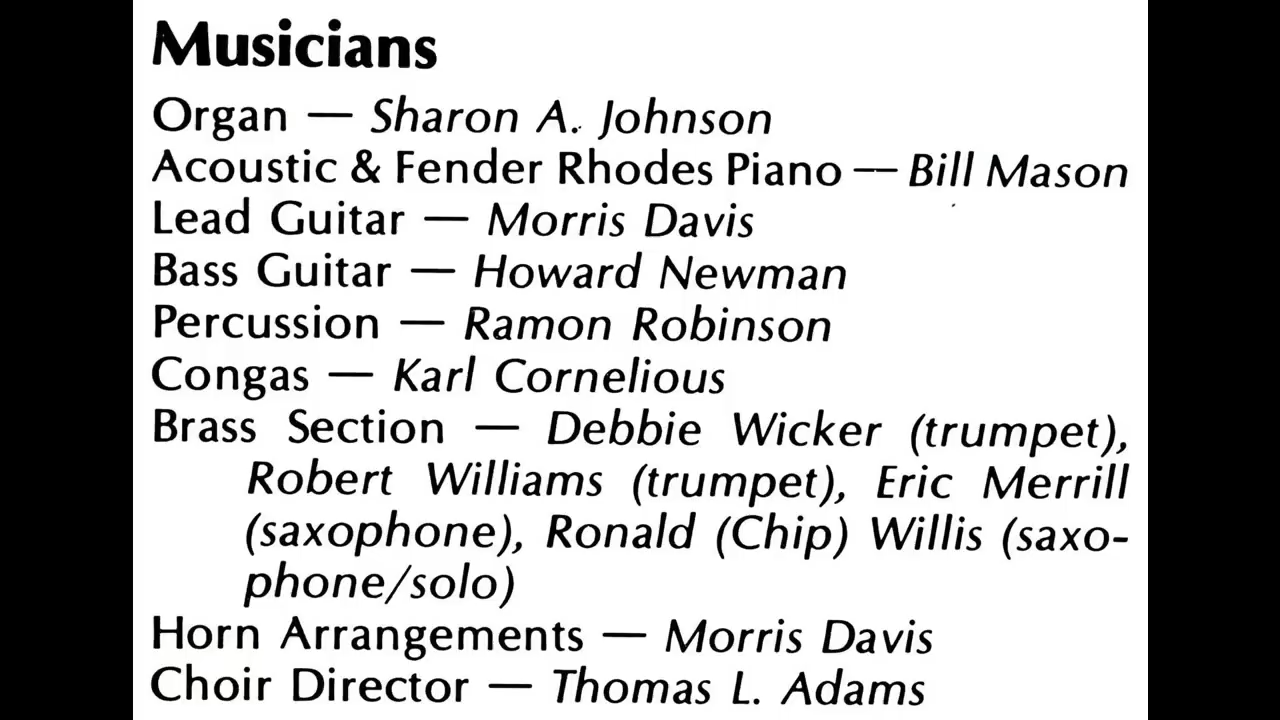 Musicians
Organ — Sharon A. Johnson
Acoustic & Fender Rhodes Piano — Bill Mason
Lead Guitar — Morris Davis
Bass Guitar — Howard Newman
Percussion — Ramon Robinson
Congas — Karl Cornelious
Brass Section — Debbie Wicker (trumpet),
Robert Williams (trumpet), Eric Merrill
(saxophone), Ronald (Chip) Willis (saxo-
phone/solo)
Horn Arrangements — Morris Davis
Choir Director — Thomas L. Adams